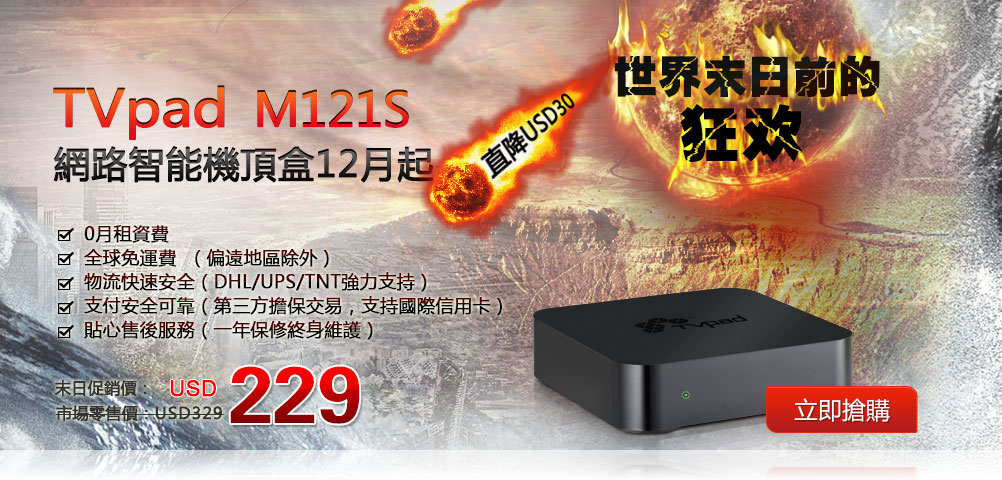 TVpad M121S
網路智能機頂盒12月起
直降USD30
世界末日前的
狂欢
0月租資費
全球免運費 （偏遠地區除外）
物流快速安全（DHL/UPS/TNT強力支持）
支付安全可靠（第三方擔保交易，支持國際信用卡）
貼心售後服務（一年保修終身維護）
末日促銷價： USD 229
市場零售價：USD329
TVpad
立即搶購